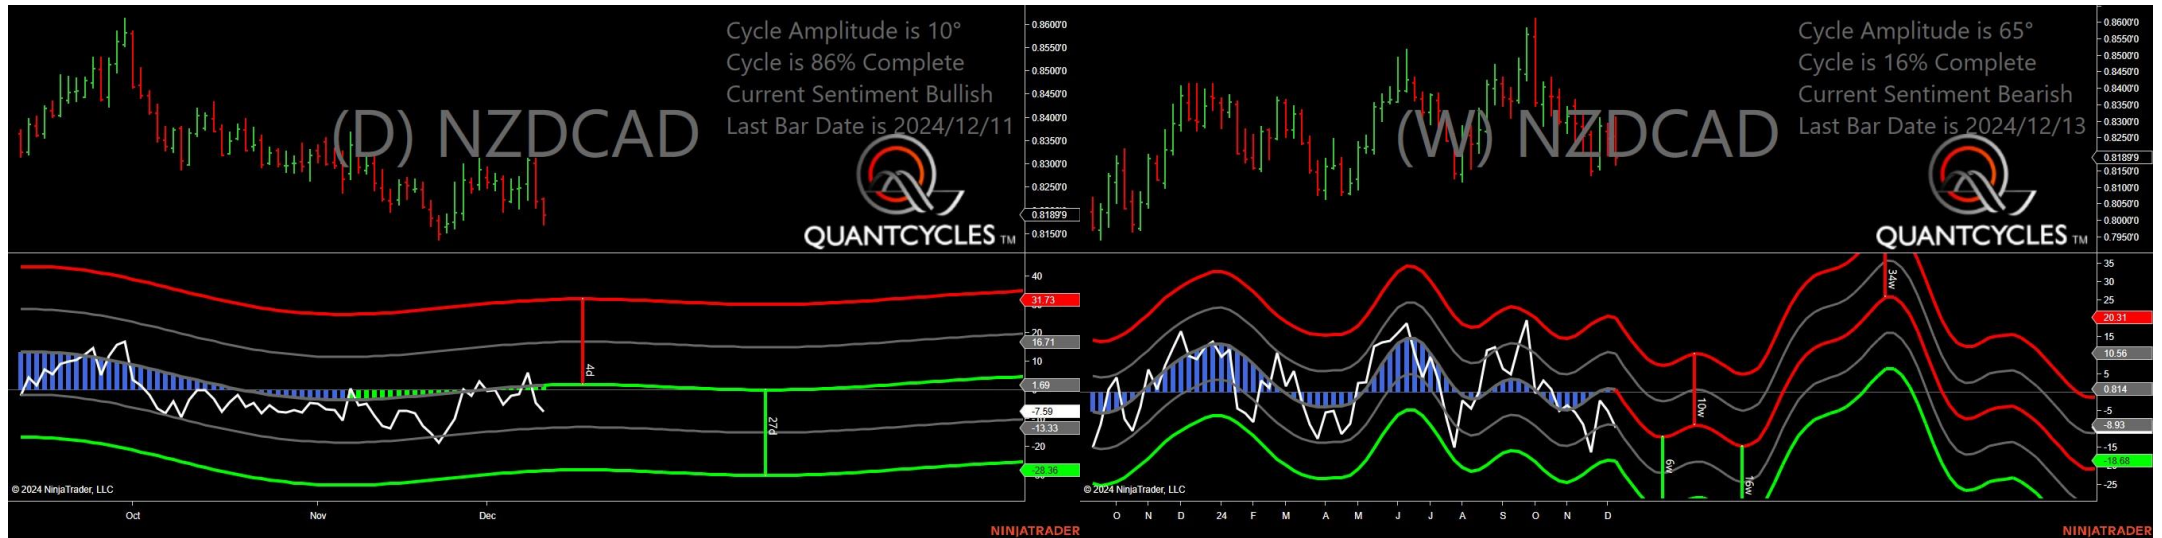 Cycle Amplitude is 10°
Cycle is 86% Complete
Current Sentiment Bullish
Last Bar Date is 2024/12/11
(D) NZDCAD
QUANTCYCLES TM
0.8600'0
0.8550'0
0.8500'0
0.8450'0
0.8400'0
0.8350'0
0.8300'0
0.8250'0
0.8189'9
0.8150'0
40
31.73
20
16.71
10
1.69
-7.59
-13.33
-20
-28.36
4d
27d
© 2024 NinjaTrader, LLC
Oct
Nov
Dec
NINJATRADER
Cycle Amplitude is 65°
Cycle is 16% Complete
Current Sentiment Bearish
Last Bar Date is 2024/12/13
(W) NZDCAD
QUANTCYCLES TM
0.8600'0
0.8550'0
0.8500'0
0.8450'0
0.8400'0
0.8350'0
0.8300'0
0.8250'0
0.8189'9
0.8150'0
0.8100'0
0.8050'0
0.8000'0
0.7950'0
35
30
25
20.31
15
10.56
5
0.814
-5
-8.93
-15
-18.68
-25
34w
10w
6w
16w
© 2024 NinjaTrader, LLC
O N D 24 F M A M J J A S O N D
NINJATRADER